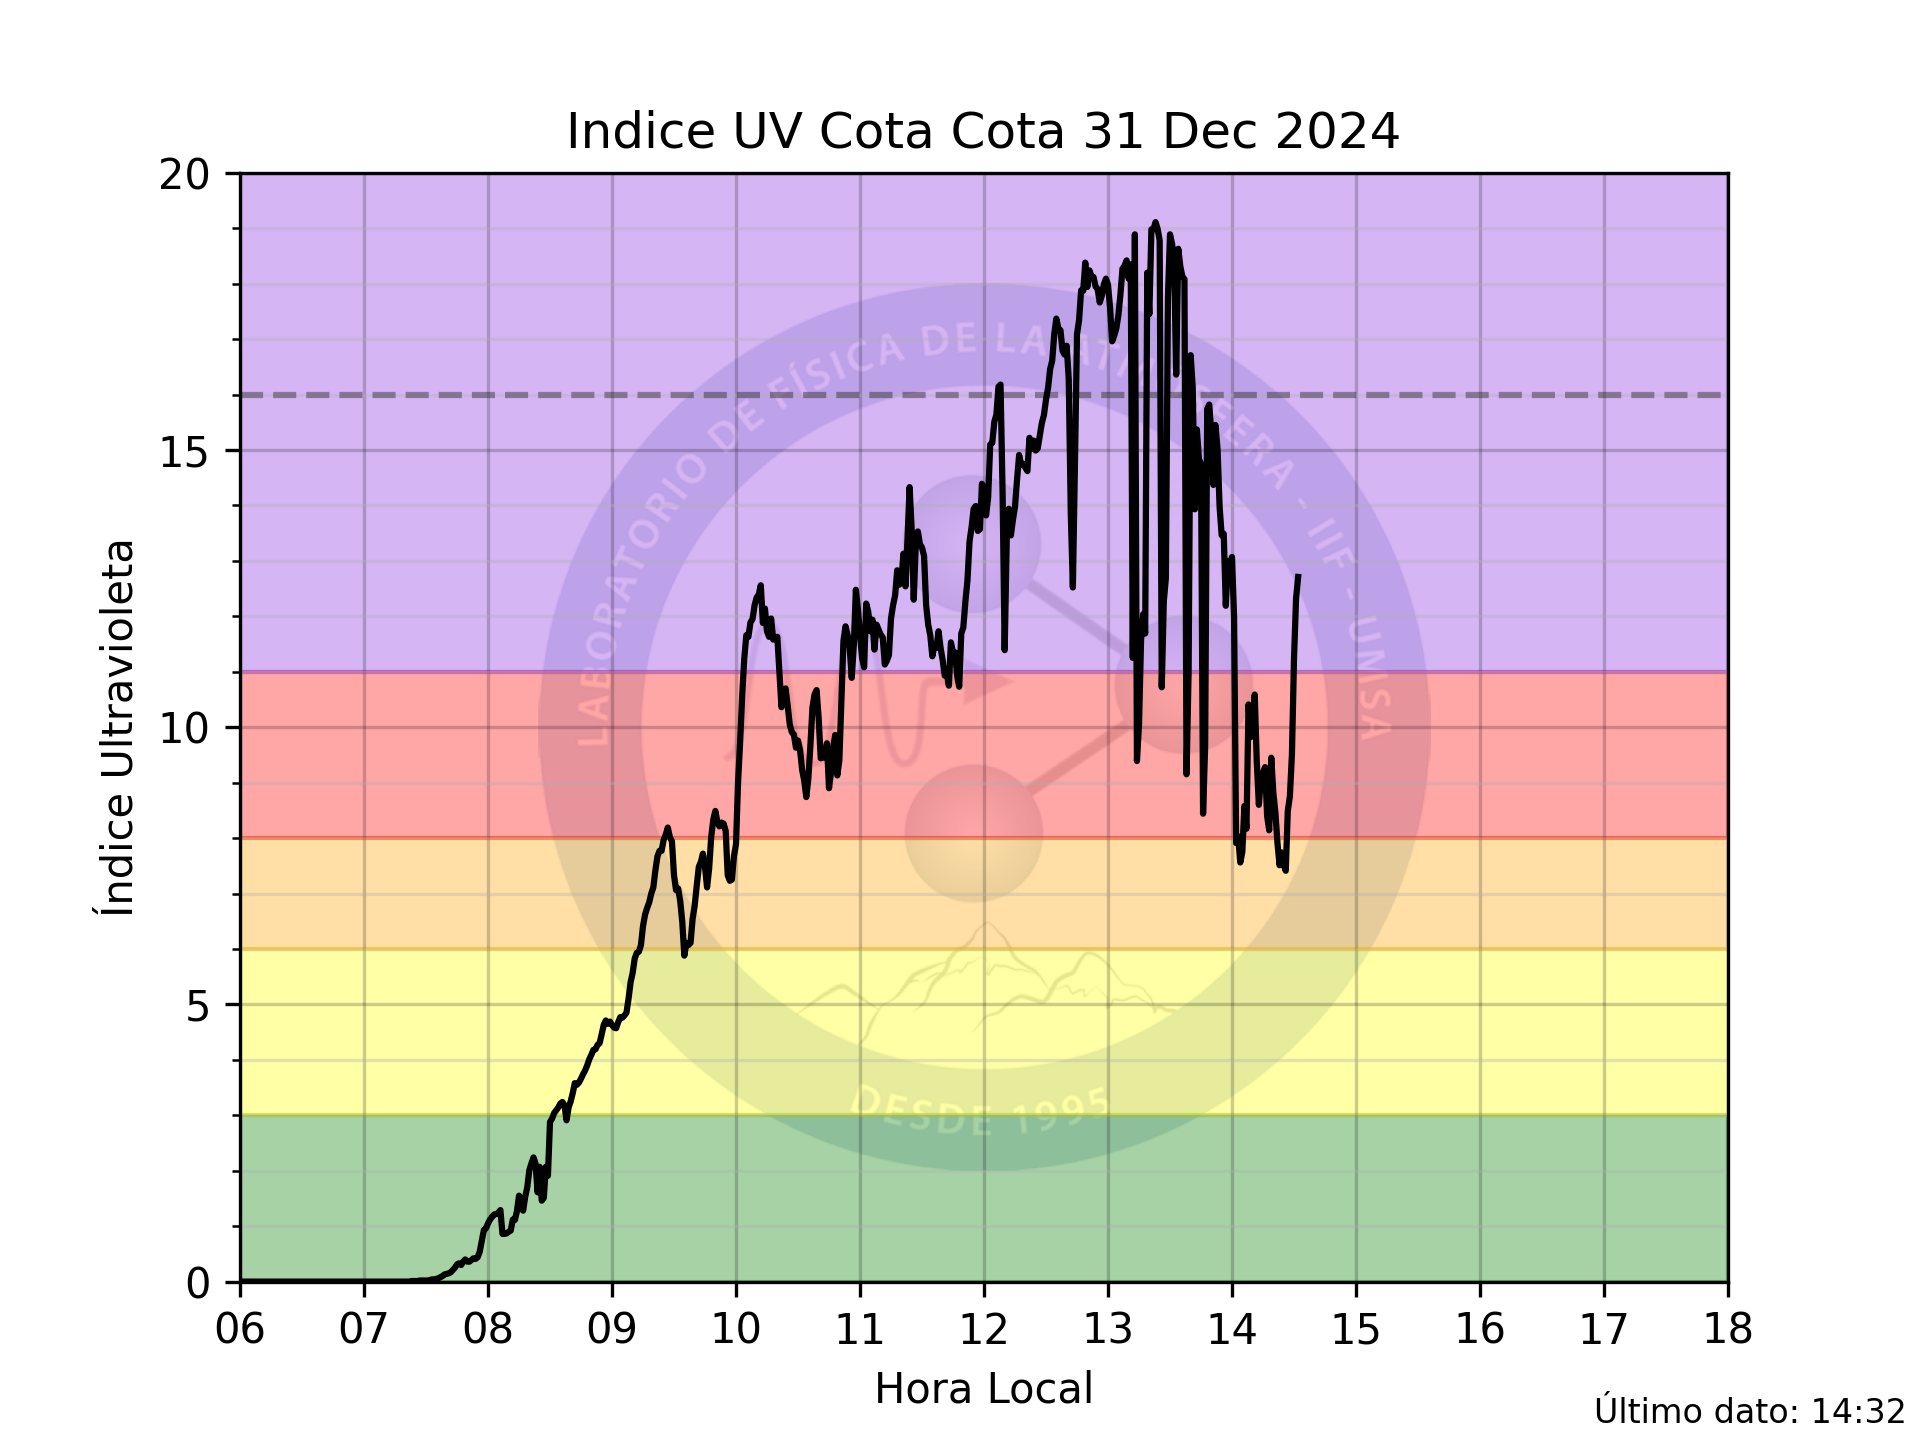 Indice UV Cota Cota 31 Dec 2024
20
15
10
5
0
Índice Ultravioleta
LABORATORIO DE FÍSICA DE LA ATMÓSFERA - IIF - UMSA
DESDE 1995
06 07 08 09 10 11 12 13 14 15 16 17 18
Hora Local
Último dato: 14:32